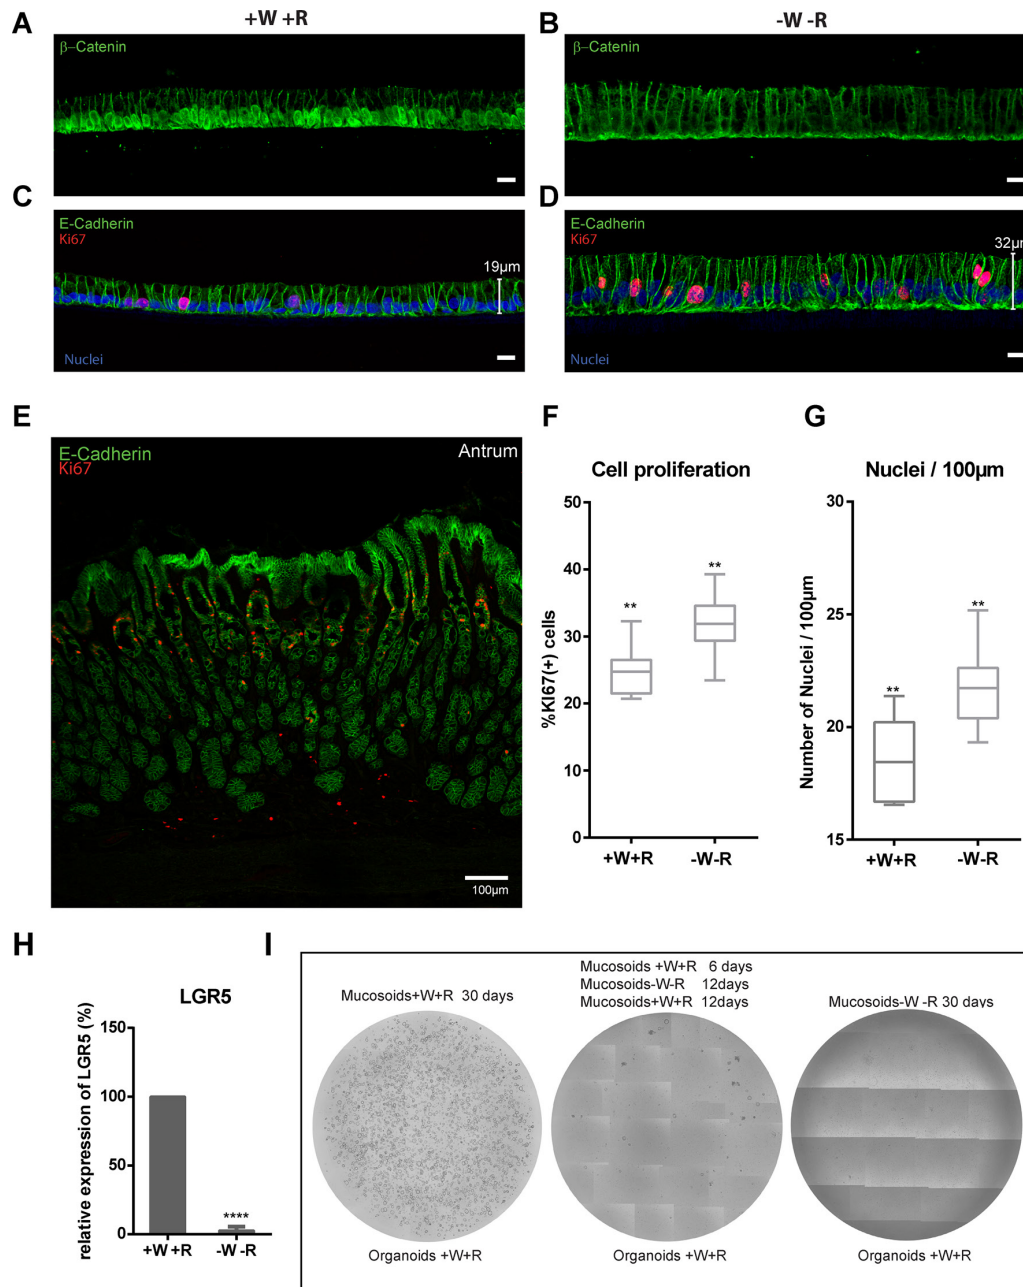 A
+W +R
B
-W -R
β-Catenin
β-Catenin
C
D
E-Cadherin
Ki67
19µm
Nuclei
E-Cadherin
Ki67
32µm
Nuclei
E
E-Cadherin
Ki67
Antrum
100µm
F
Cell proliferation
%KI67(+) cells
50
40
30
20
10
0
**
**
+W+R
-W-R
G
Nuclei / 100µm
Number of Nuclei / 100µm
30
25
20
15
**
**
+W+R
-W-R
H
LGR5
relative expression of LGR5 (%)
150
100
50
0
****
+W +R
-W -R
I
Mucosoids+W+R 30 days
Mucosoids +W+R 6 days
Mucosoids-W-R 12days
Mucosoids+W+R 12days
Mucosoids-W -R 30 days
Organoids +W+R
Organoids +W+R
Organoids +W+R